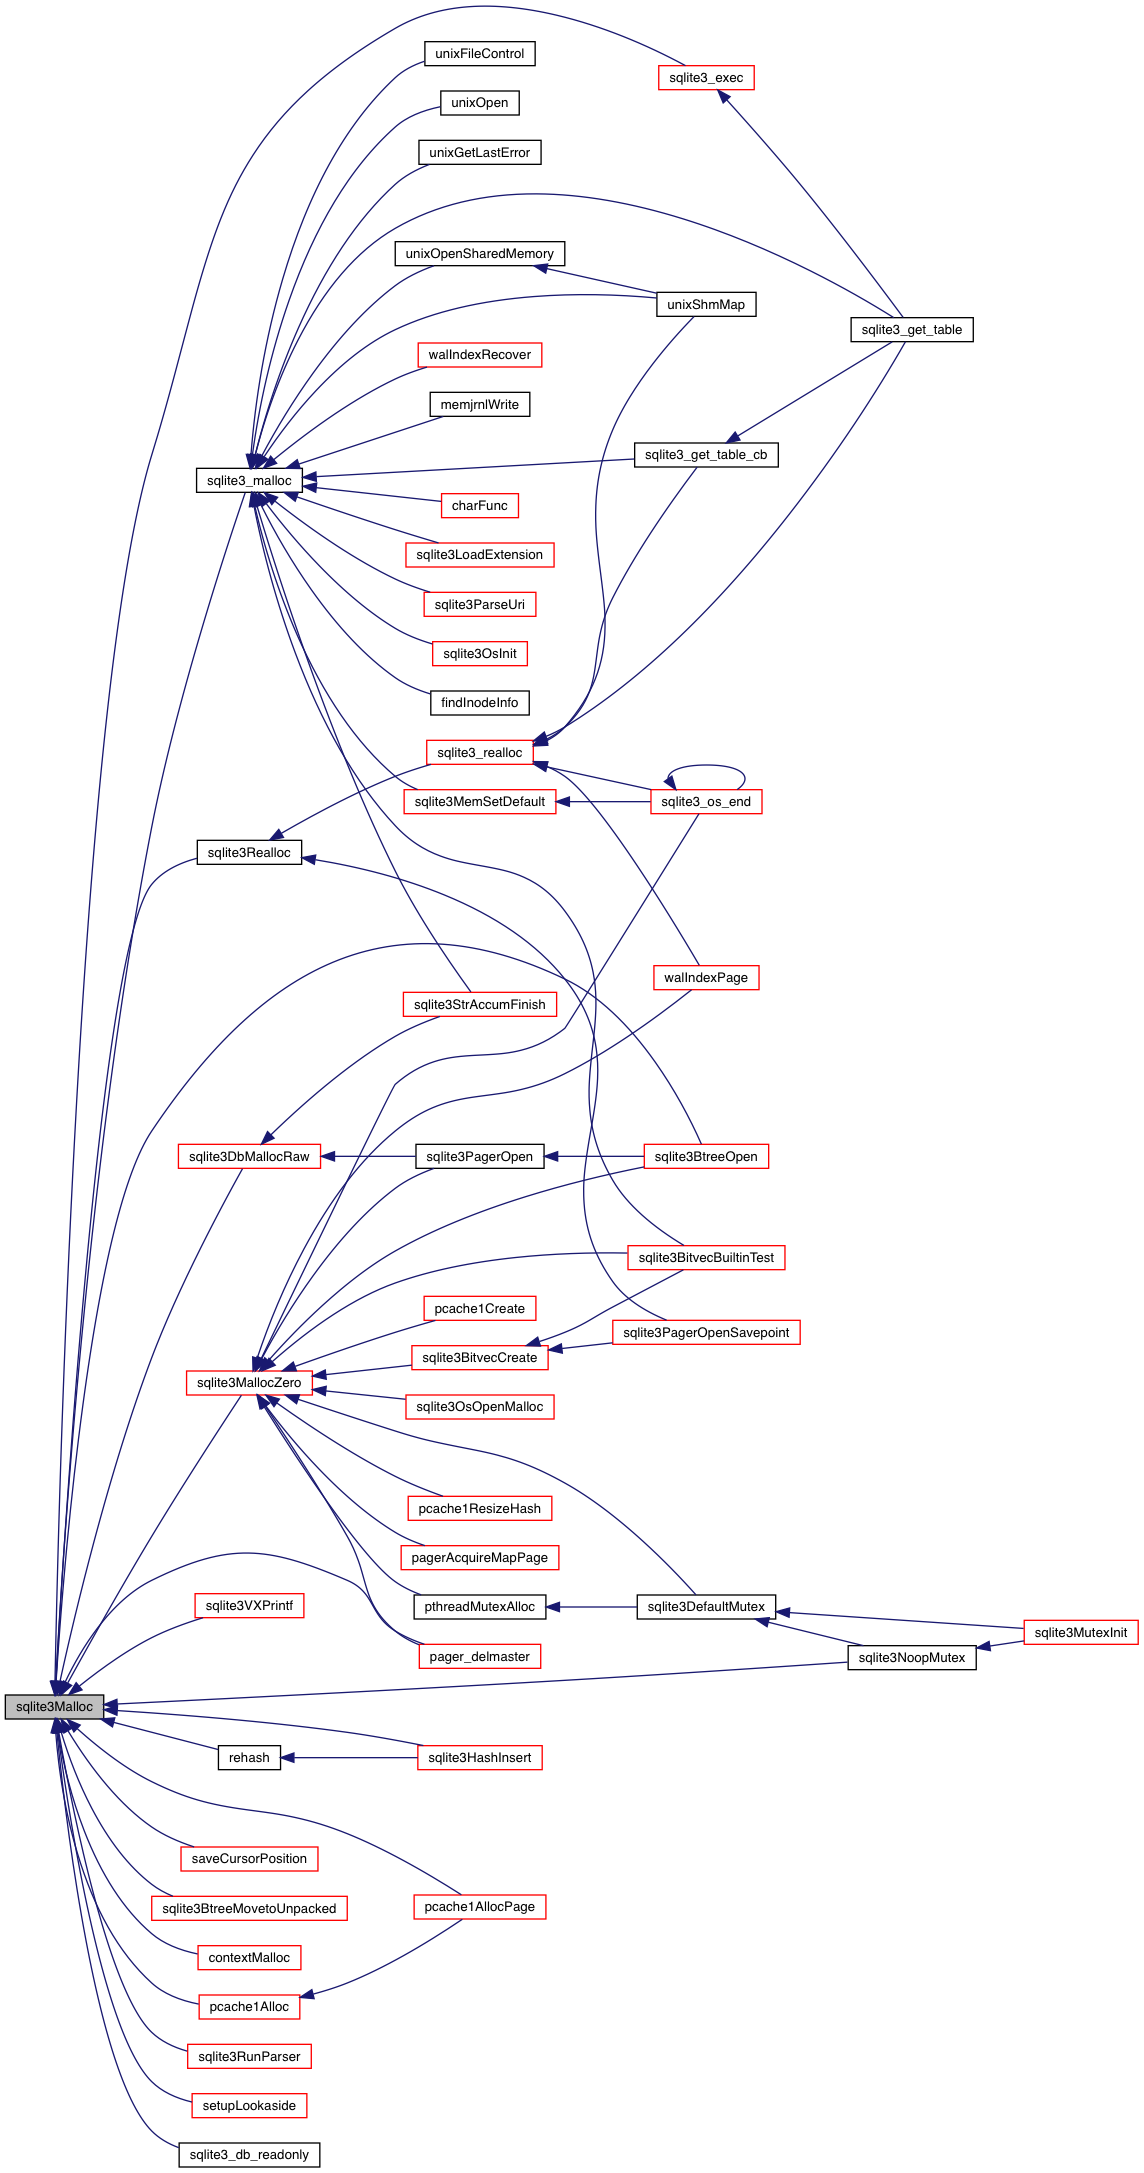 unixFileControl
sqlite3_exec
unixOpen
unixGetLastError
unixOpenSharedMemory
unixShmMap
sqlite3_get_table
walIndexRecover
memjrnlWrite
sqlite3_get_table_cb
sqlite3_malloc
charFunc
sqlite3LoadExtension
sqlite3ParseUri
sqlite3OsInit
findInodeInfo
sqlite3_realloc
sqlite3MemSetDefault
sqlite3_os_end
sqlite3Realloc
walIndexPage
sqlite3StrAccumFinish
sqlite3DbMallocRaw
sqlite3PagerOpen
sqlite3BtreeOpen
sqlite3BitvecBuiltinTest
pcache1Create
sqlite3PagerOpenSavepoint
sqlite3BitvecCreate
sqlite3MallocZero
sqlite3OsOpenMalloc
pcache1ResizeHash
pagerAcquireMapPage
sqlite3VXPrintf
pthreadMutexAlloc
sqlite3DefaultMutex
sqlite3MutexInit
pager_delmaster
sqlite3NoopMutex
sqlite3Malloc
rehash
sqlite3HashInsert
saveCursorPosition
sqlite3BtreeMovetoUnpacked
pcache1AllocPage
contextMalloc
pcache1Alloc
sqlite3RunParser
setupLookaside
sqlite3_db_readonly